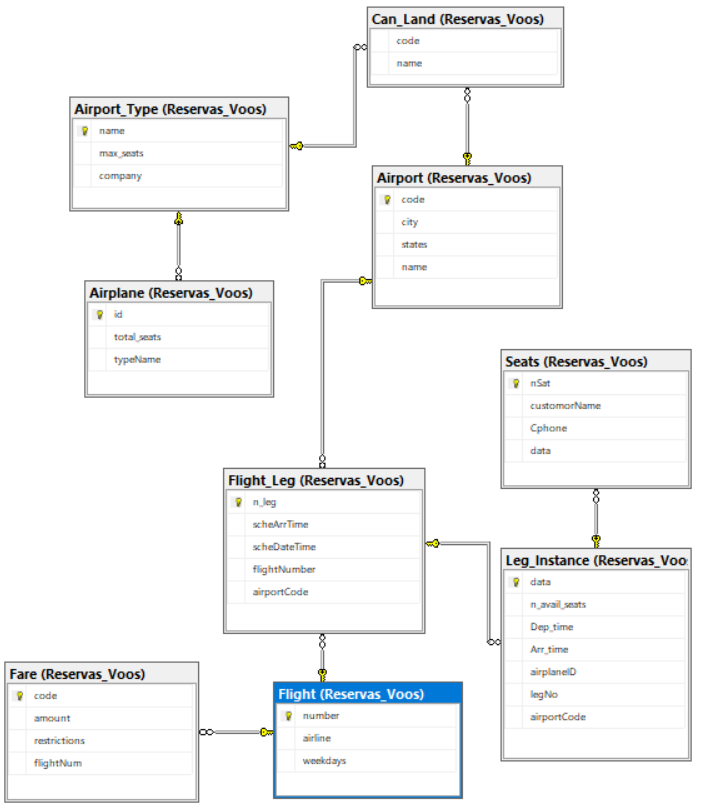 Can_Land (Reservas_Voos)
code
name
Airport_Type (Reservas_Voos)
name
max_seats
company
Airport (Reservas_Voos)
code
city
states
name
Airplane (Reservas_Voos)
id
total_seats
typeName
Seats (Reservas_Voos)
nSat
customorName
Cphone
data
Flight_Leg (Reservas_Voos)
n_leg
scheArrTime
scheDateTime
flightNumber
airportCode
Leg_Instance (Reservas_Voo
data
n_avail_seats
Dep_time
Arr_time
airplaneID
legNo
airportCode
Fare (Reservas_Voos)
code
amount
restrictions
flightNum
Flight (Reservas_Voos)
number
airline
weekdays